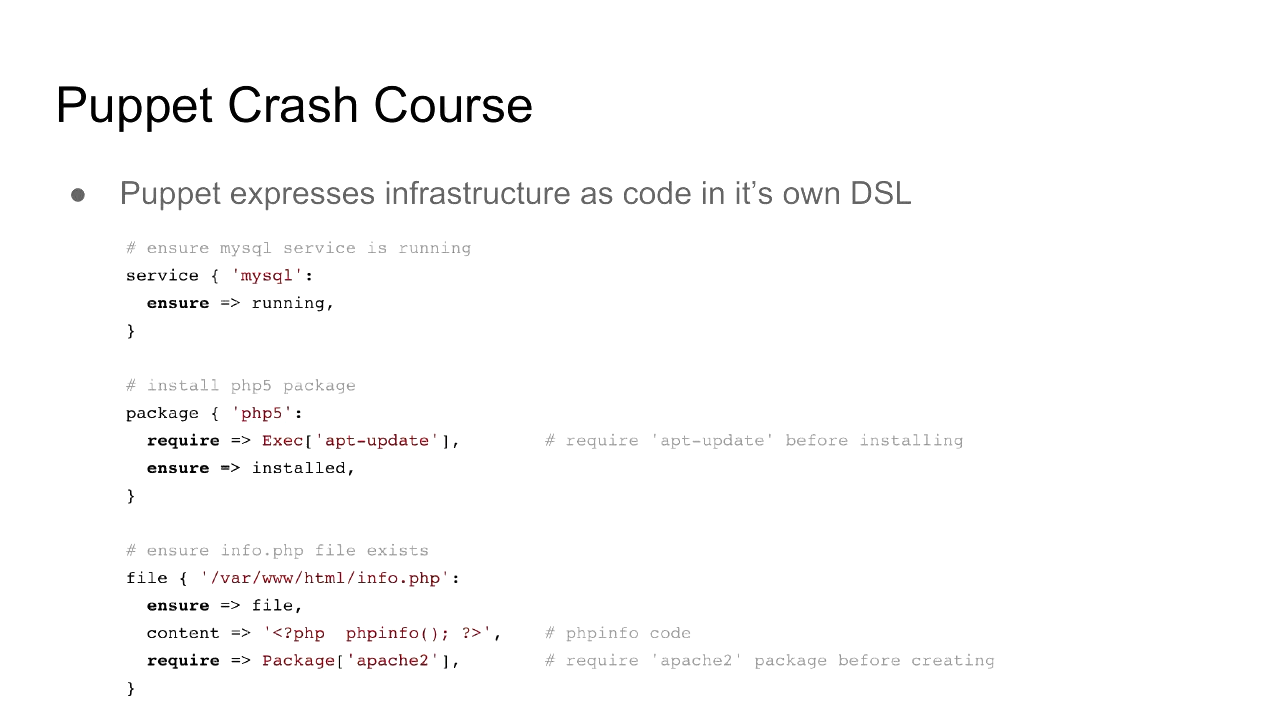 Puppet Crash Course
● Puppet expresses infrastructure as code in it’s own DSL
# ensure mysql service is running
service { 'mysql':
  ensure => running,
}
# install php5 package
package { 'php5':
  require => Exec['apt-update'],        # require 'apt-update' before installing
  ensure => installed,
}
# ensure info.php file exists
file { '/var/www/html/info.php':
  ensure => file,
  content => '<?php  phpinfo(); ?>',    # phpinfo code
  require => Package['apache2'],        # require 'apache2' package before creating
}